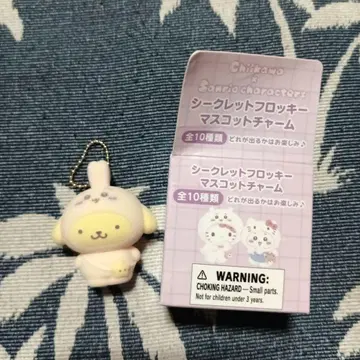 Chiikawa
×
Sanrio characters
シークレットフロッキー
マスコットチャーム
全10種類 どれが出るかはお楽しみ♪
シークレットフロッキー
マスコットチャーム
全10種類 どれが出るかはお楽しみ♪
WARNING:
CHOKING HAZARD — Small parts.
Not for children under 3 years.